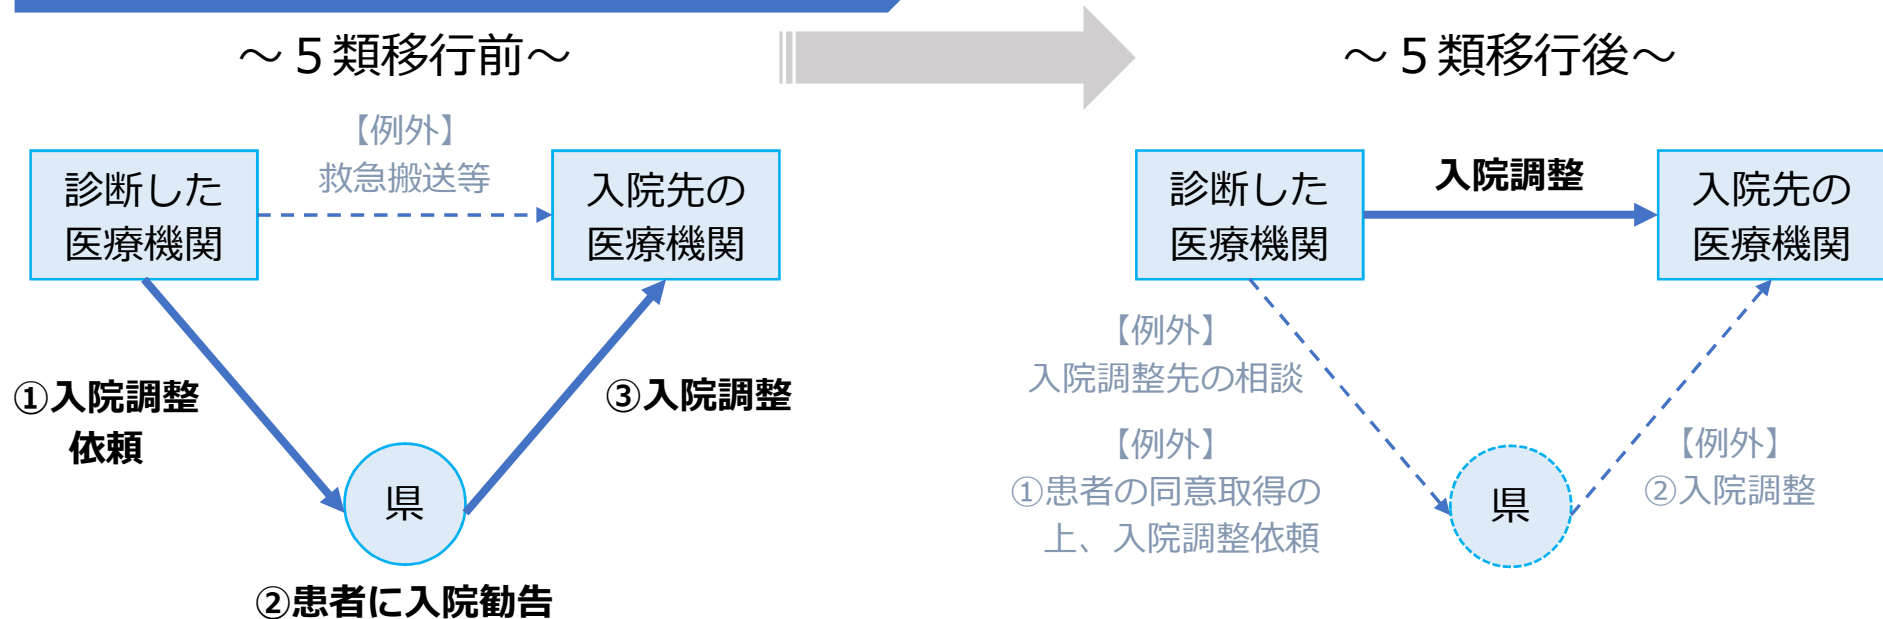 ～５類移行前～
【例外】
救急搬送等
診断した
医療機関
入院先の
医療機関
①入院調整
依頼
③入院調整
県
②患者に入院勧告
～５類移行後～
診断した
医療機関
入院調整
入院先の
医療機関
【例外】
入院調整先の相談
【例外】
①患者の同意取得の
上、入院調整依頼
県
【例外】
②入院調整